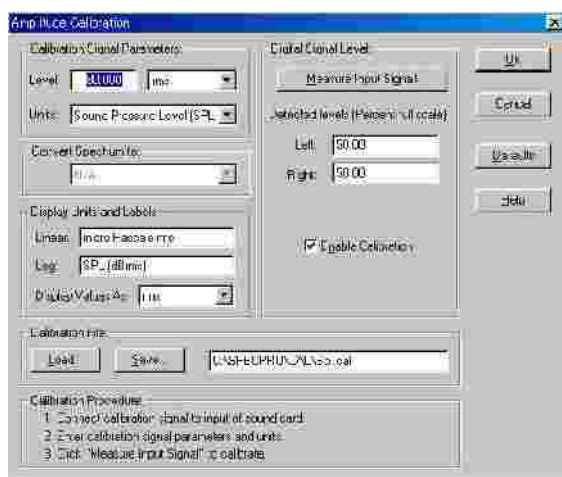 Amplitude Calibration
Calibration Signal Parameters:
Level:
rms
Units: Sound Pressure Level (SPL
Convert Spectrum to:
N/A
Display Units and Labels
Linear:
Log: SPL (dB rms)
Display Values As: rms
Digital Signal Level:
Measure Input Signal
Detected levels (Percent full scale)
Left: 50.00
Right: 50.00
Enable Calibration
Ok
Cancel
Defaults
Help
Calibration File:
Load
Save...
Calibration Procedure
1. Connect calibration signal to input of sound card.
2. Enter calibration signal parameters and units.
3. Click "Measure Input Signal" to calibrate.